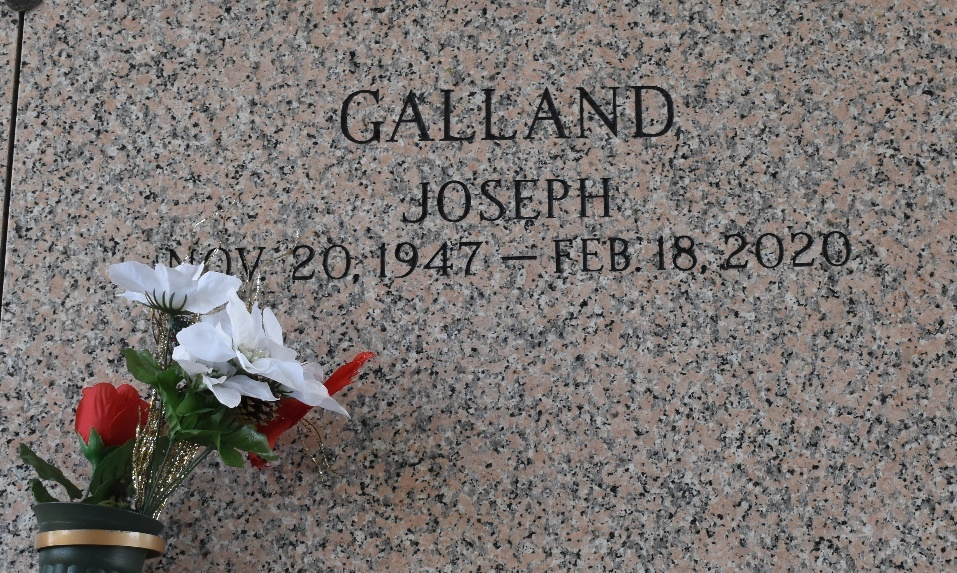 GALLAND
JOSEPH
NOV 20, 1947 — FEB. 18, 2020